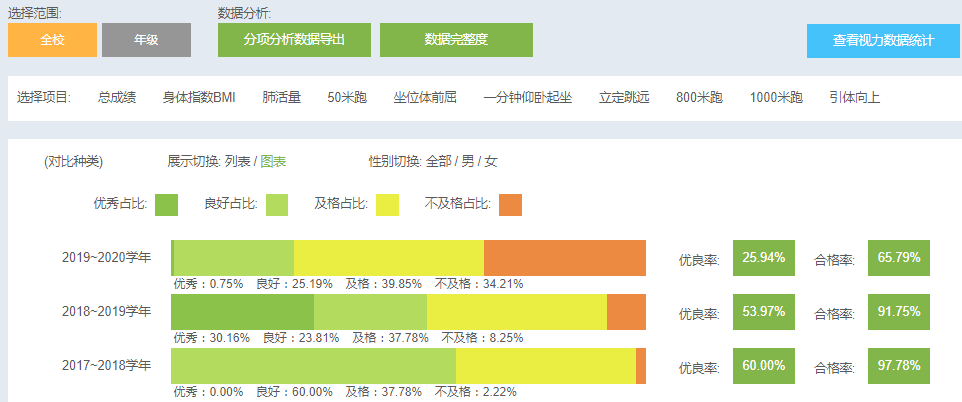 选择范围: 数据分析:
全校 年级 分项分析数据导出 数据完整度 查看视力数据统计
选择项目: 总成绩 身体指数BMI 肺活量 50米跑 坐位体前屈 一分钟仰卧起坐 立定跳远 800米跑 1000米跑 引体向上
(对比种类) 展示切换: 列表 / 图表 性别切换: 全部 / 男 / 女
优秀占比: 良好占比: 及格占比: 不及格占比:
2019~2020学年 优良率: 25.94% 合格率: 65.79%
优秀：0.75% 良好：25.19% 及格：39.85% 不及格：34.21%
2018~2019学年 优良率: 53.97% 合格率: 91.75%
优秀：30.16% 良好：23.81% 及格：37.78% 不及格：8.25%
2017~2018学年 优良率: 60.00% 合格率: 97.78%
优秀：0.00% 良好：60.00% 及格：37.78% 不及格：2.22%